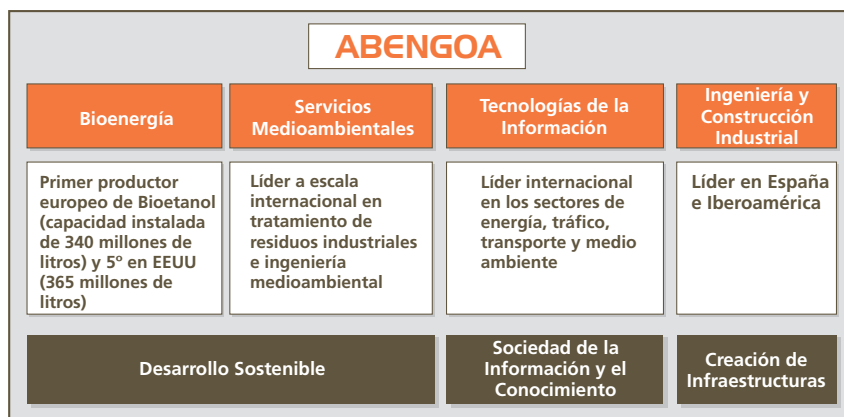 ABENGOA
Bioenergía
Servicios
Medioambientales
Tecnologías de la
Información
Ingeniería y
Construcción
Industrial
Primer productor
europeo de Bioetanol
(capacidad instalada
de 340 millones de
litros) y 5º en EEUU
(365 millones de
litros)
Líder a escala
internacional en
tratamiento de
residuos industriales
e ingeniería
medioambiental
Líder internacional
en los sectores de
energía, tráfico,
transporte y medio
ambiente
Líder en España
e Iberoamérica
Desarrollo Sostenible
Sociedad de la
Información y el
Conocimiento
Creación de
Infraestructuras